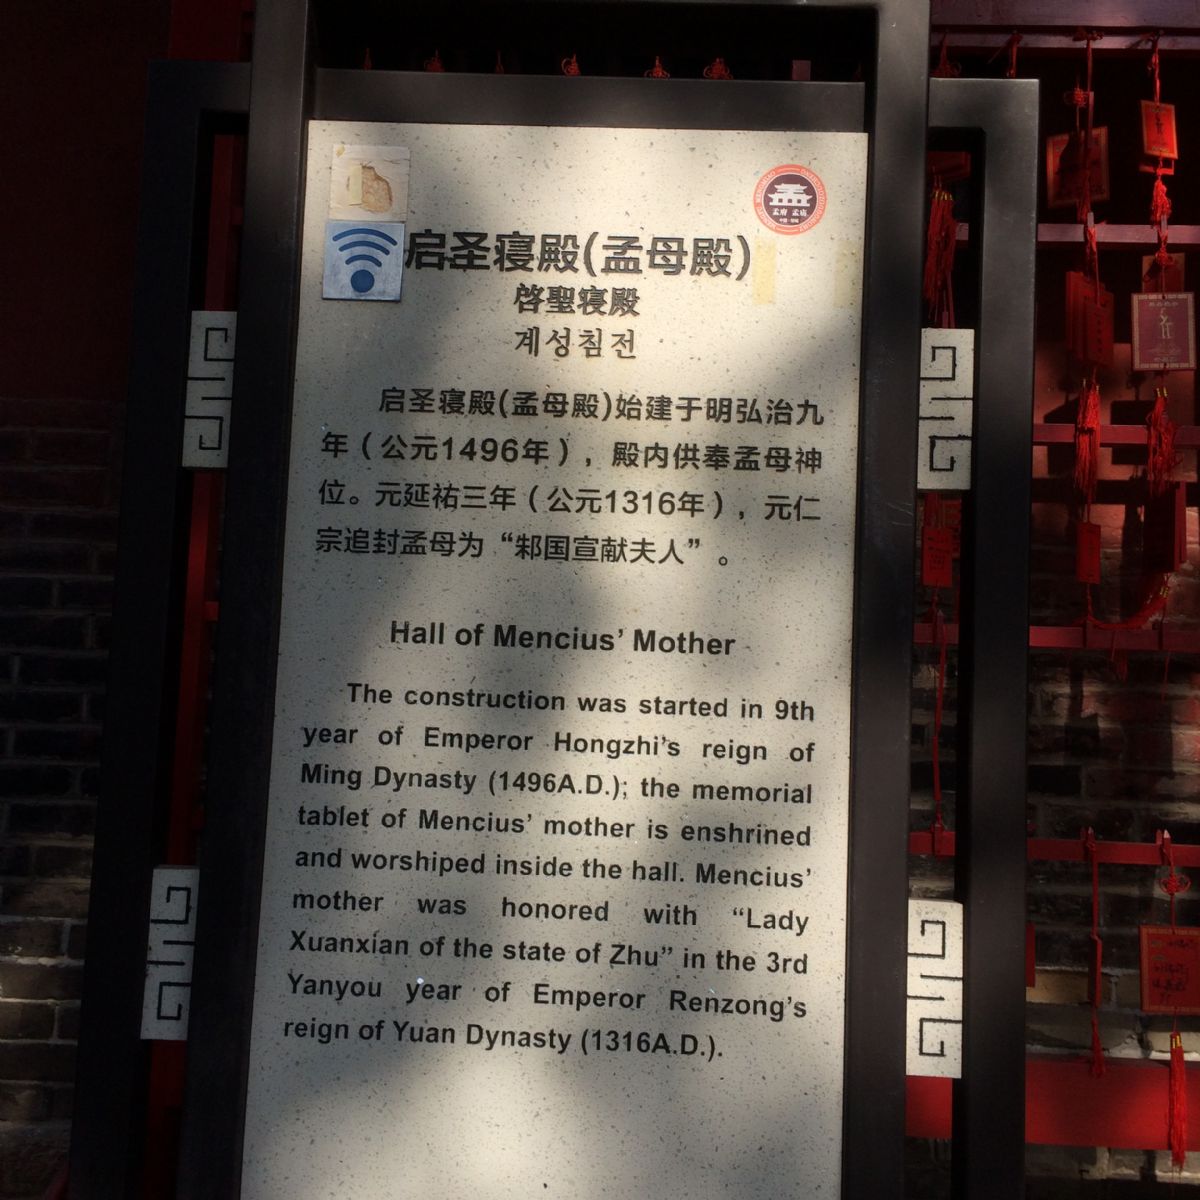 孟
孟府 孟庙
启圣寝殿(孟母殿)
啓聖寝殿
계성침전
启圣寝殿(孟母殿)始建于明弘治九
年（公元1496年），殿内供奉孟母神
位。元延祐三年（公元1316年），元仁
宗追封孟母为“邾国宣献夫人”。
Hall of Mencius’ Mother
The construction was started in 9th
year of Emperor Hongzhi’s reign of
Ming Dynasty (1496A.D.); the memorial
tablet of Mencius’ mother is enshrined
and worshiped inside the hall. Mencius’
mother was honored with “Lady
Xuanxian of the state of Zhu” in the 3rd
Yanyou year of Emperor Renzong’s
reign of Yuan Dynasty (1316A.D.).